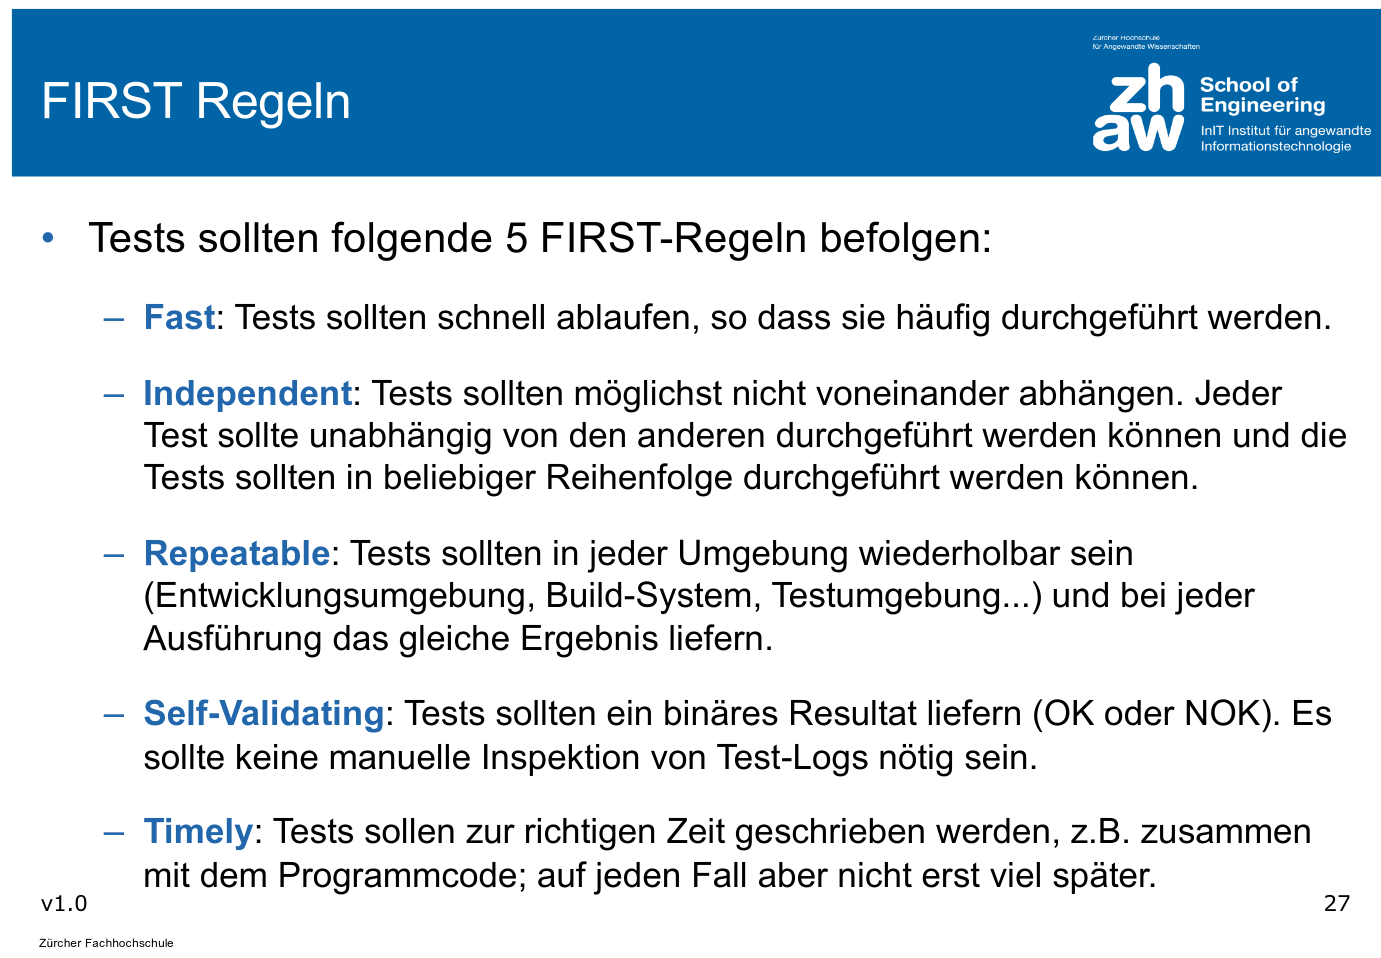 FIRST Regeln
Zürcher Hochschule
für Angewandte Wissenschaften
zh
aw
School of
Engineering
InIT Institut für angewandte
Informationstechnologie
• Tests sollten folgende 5 FIRST-Regeln befolgen:
– Fast: Tests sollten schnell ablaufen, so dass sie häufig durchgeführt werden.
– Independent: Tests sollten möglichst nicht voneinander abhängen. Jeder
Test sollte unabhängig von den anderen durchgeführt werden können und die
Tests sollten in beliebiger Reihenfolge durchgeführt werden können.
– Repeatable: Tests sollten in jeder Umgebung wiederholbar sein
(Entwicklungsumgebung, Build-System, Testumgebung...) und bei jeder
Ausführung das gleiche Ergebnis liefern.
– Self-Validating: Tests sollten ein binäres Resultat liefern (OK oder NOK). Es
sollte keine manuelle Inspektion von Test-Logs nötig sein.
– Timely: Tests sollen zur richtigen Zeit geschrieben werden, z.B. zusammen
mit dem Programmcode; auf jeden Fall aber nicht erst viel später.
v1.0
27
Zürcher Fachhochschule